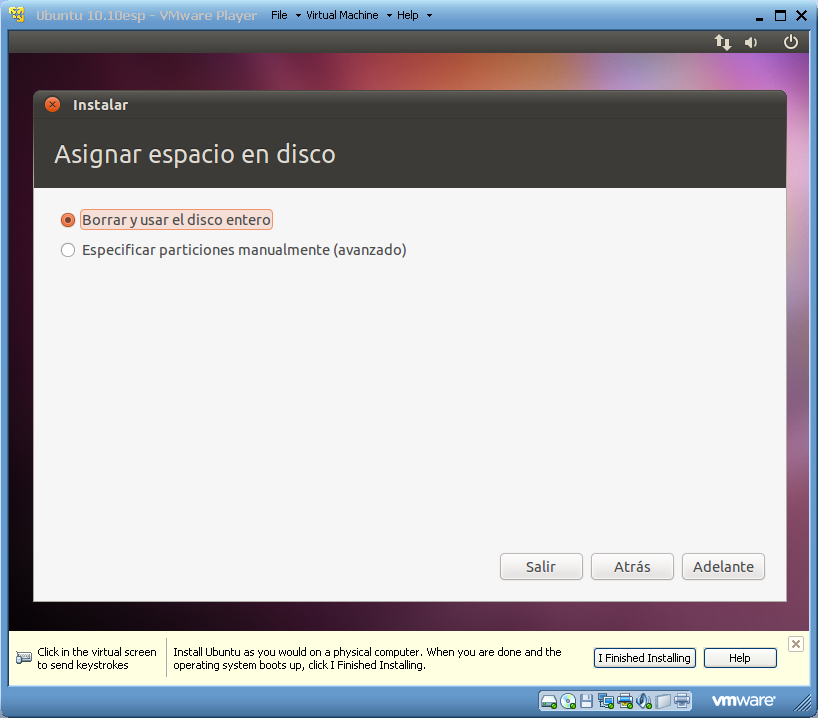 Ubuntu 10.10esp - VMware Player File Virtual Machine Help
Instalar
Asignar espacio en disco
Borrar y usar el disco entero
Especificar particiones manualmente (avanzado)
Salir Atrás Adelante
Click in the virtual screen
to send keystrokes
Install Ubuntu as you would on a physical computer. When you are done and the
operating system boots up, click I Finished Installing.
I Finished Installing Help
vmware